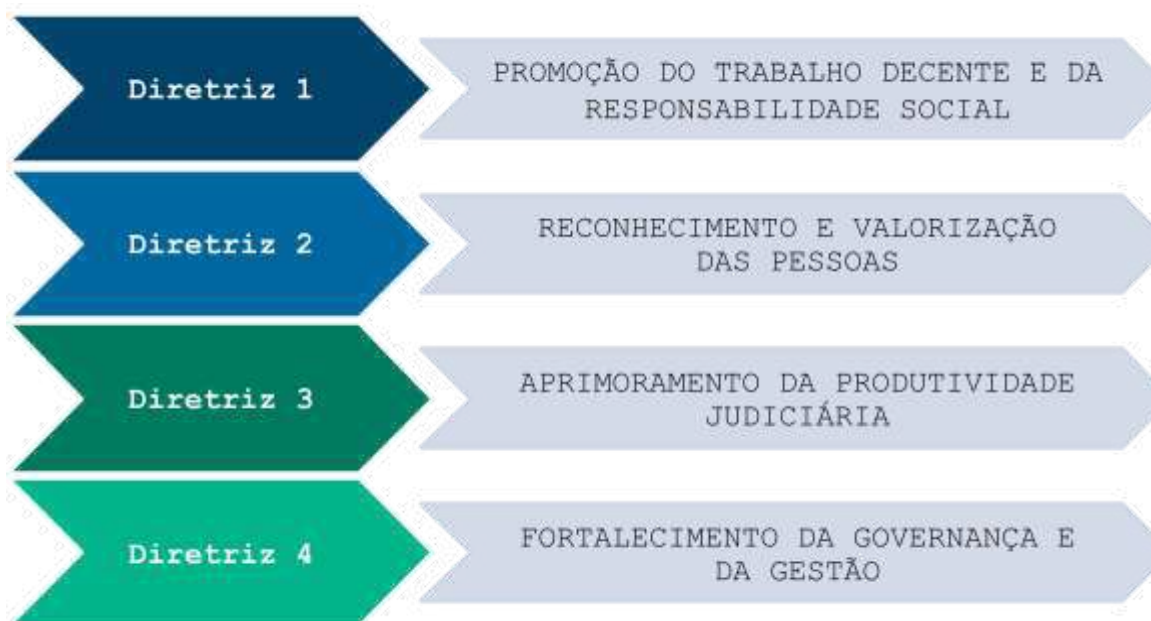 Diretriz 1
PROMOÇÃO DO TRABALHO DECENTE E DA
RESPONSABILIDADE SOCIAL
Diretriz 2
RECONHECIMENTO E VALORIZAÇÃO
DAS PESSOAS
Diretriz 3
APRIMORAMENTO DA PRODUTIVIDADE
JUDICIÁRIA
Diretriz 4
FORTALECIMENTO DA GOVERNANÇA E
DA GESTÃO